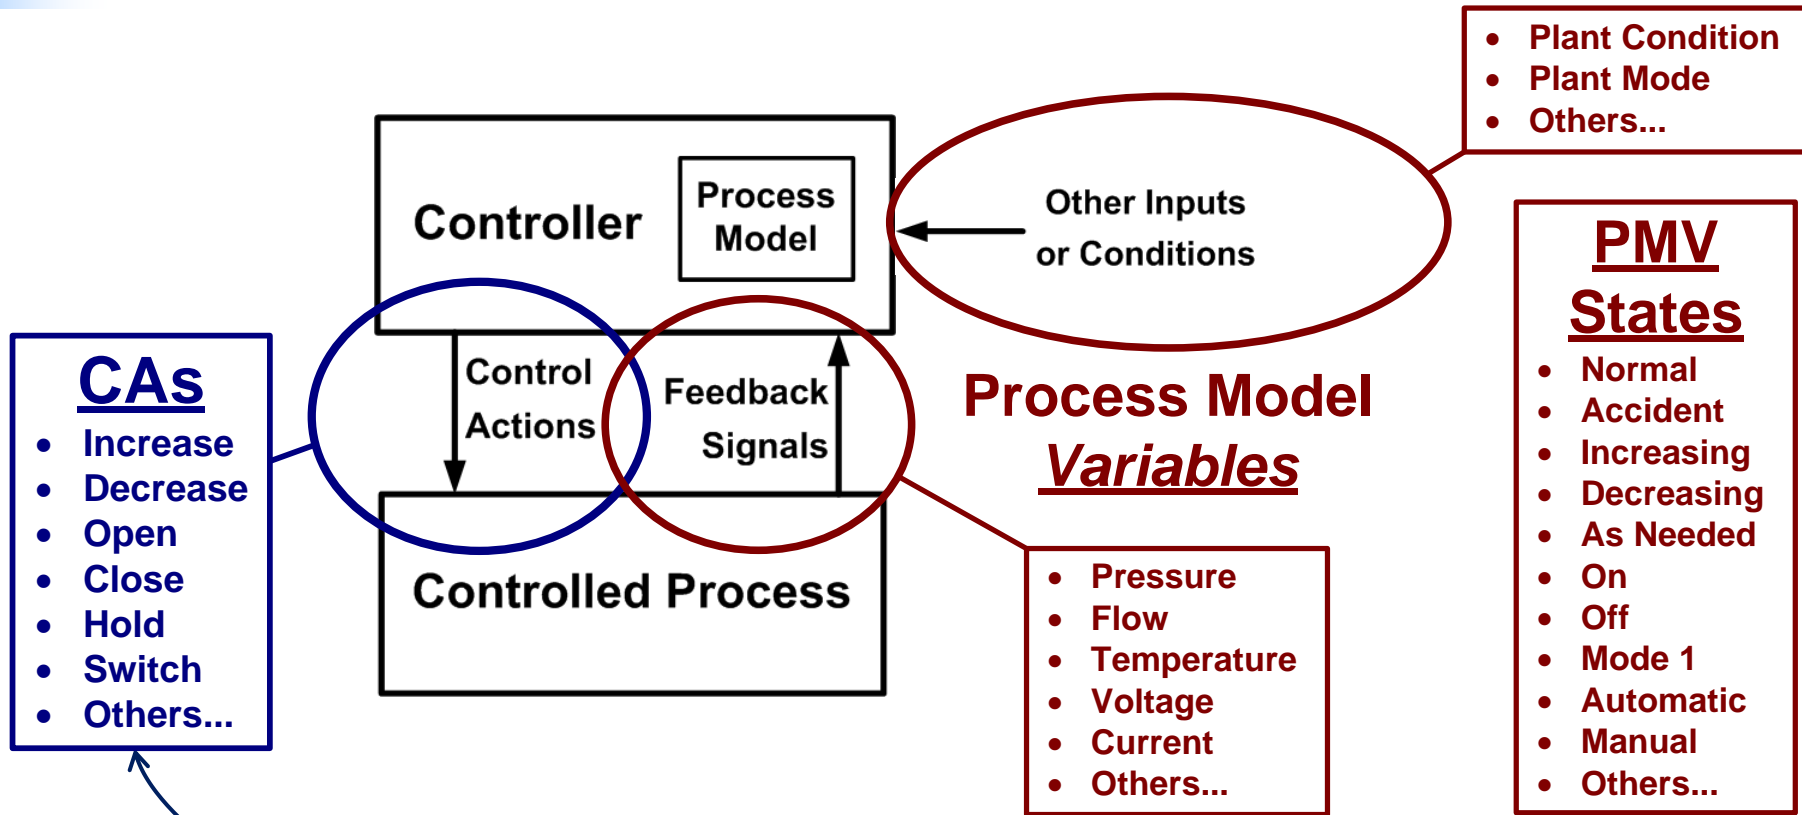 • Plant Condition
• Plant Mode
• Others...
Controller
Process
Model
Other Inputs
or Conditions
CAs
• Increase
• Decrease
• Open
• Close
• Hold
• Switch
• Others...
Control
Actions
Feedback
Signals
Process Model
Variables
Controlled Process
• Pressure
• Flow
• Temperature
• Voltage
• Current
• Others...
PMV
States
• Normal
• Accident
• Increasing
• Decreasing
• As Needed
• On
• Off
• Mode 1
• Automatic
• Manual
• Others...